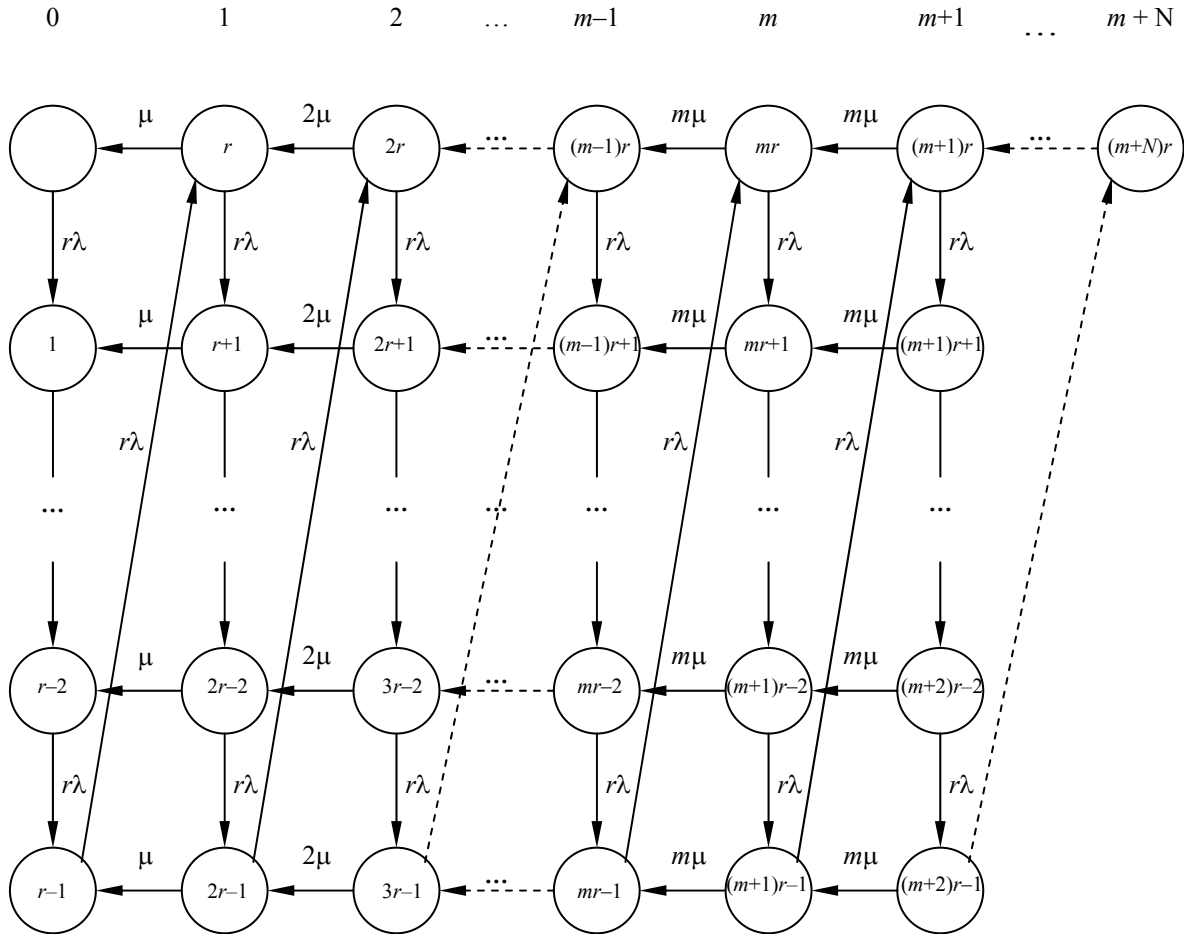 0 1 2 … m–1 m m+1 … m + N
μ 2μ ... mμ mμ ...
r 2r (m–1)r mr (m+1)r (m+N)r
rλ rλ rλ rλ rλ rλ
μ 2μ mμ mμ
1 r+1 2r+1 ... (m–1)r+1 mr+1 (m+1)r+1
rλ rλ rλ rλ
... ... ... ... ... ... ...
μ 2μ mμ mμ
r–2 2r–2 3r–2 ... mr–2 (m+1)r–2 (m+2)r–2
rλ rλ rλ rλ rλ rλ
μ 2μ mμ mμ
r–1 2r–1 3r–1 ... mr–1 (m+1)r–1 (m+2)r–1